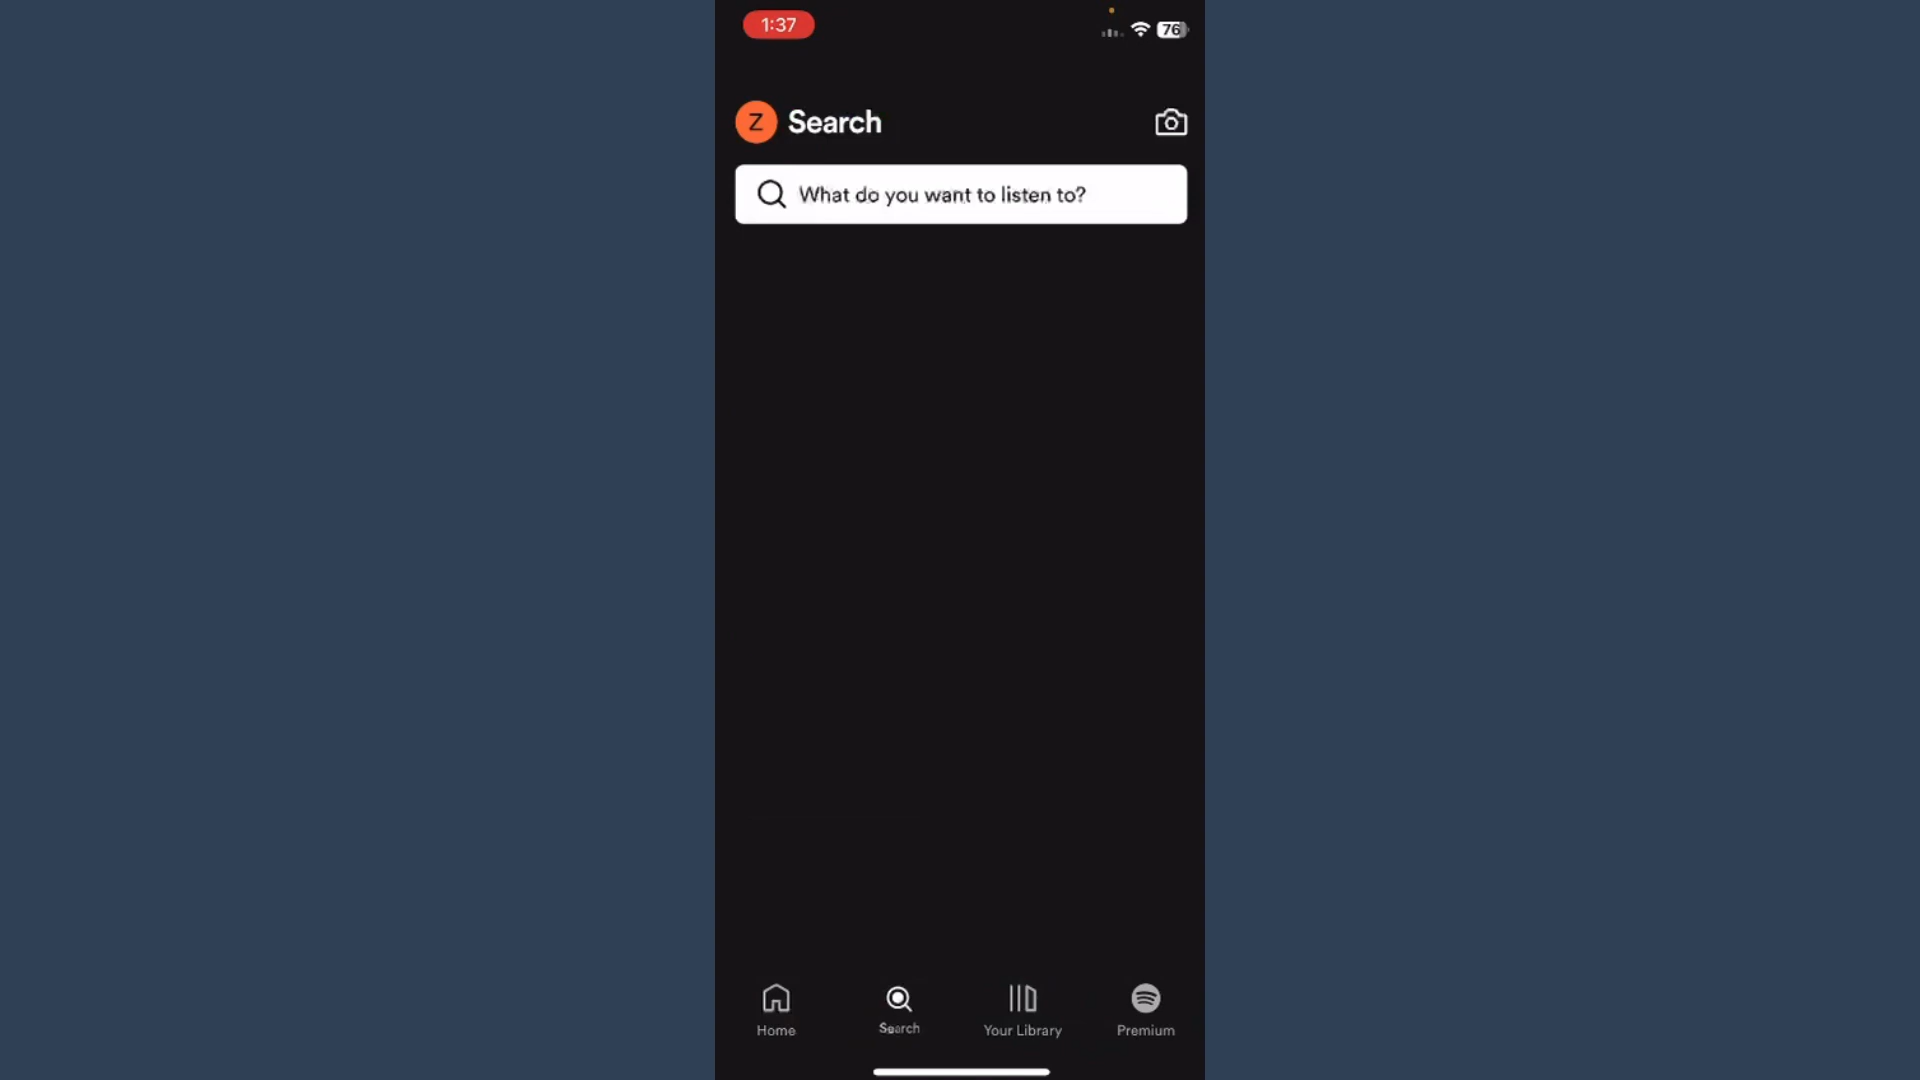 1:37
76
Z Search
What do you want to listen to?
Home Search Your Library Premium